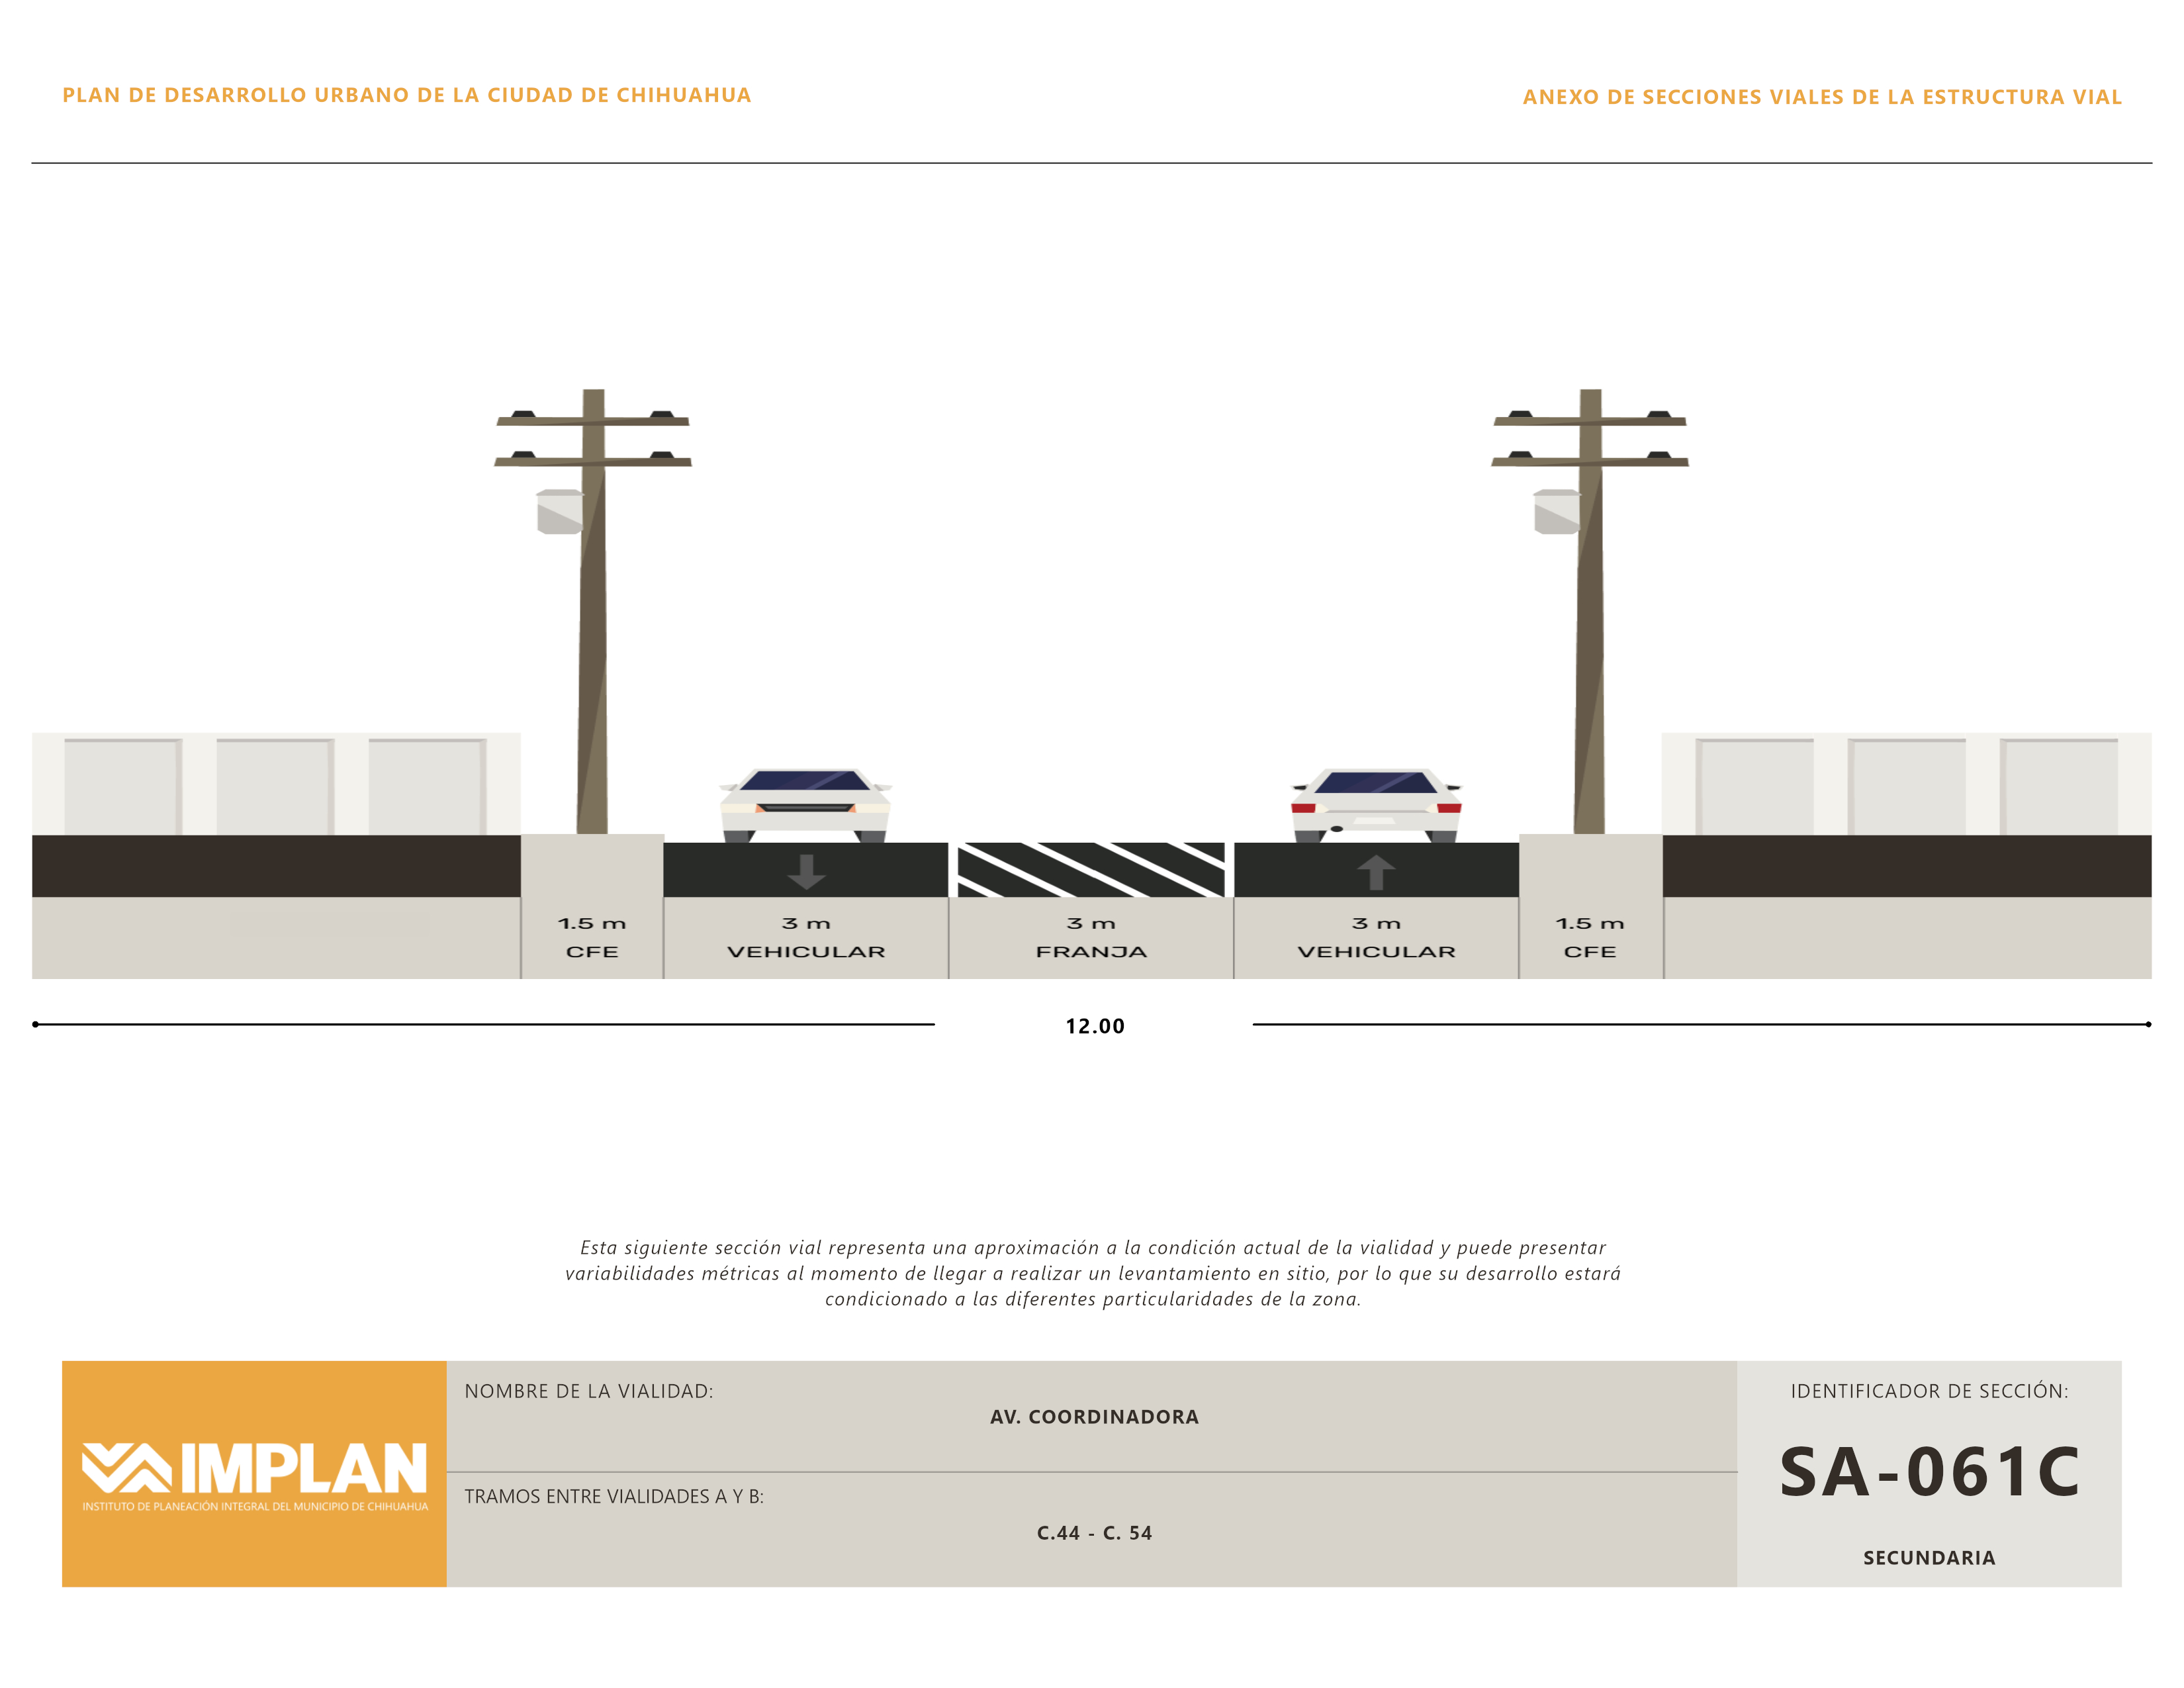 PLAN DE DESARROLLO URBANO DE LA CIUDAD DE CHIHUAHUA
ANEXO DE SECCIONES VIALES DE LA ESTRUCTURA VIAL
1.5 m
CFE
3 m
VEHICULAR
3 m
FRANJA
3 m
VEHICULAR
1.5 m
CFE
12.00
Esta siguiente sección vial representa una aproximación a la condición actual de la vialidad y puede presentar
variabilidades métricas al momento de llegar a realizar un levantamiento en sitio, por lo que su desarrollo estará
condicionado a las diferentes particularidades de la zona.
IMPLAN
INSTITUTO DE PLANEACIÓN INTEGRAL DEL MUNICIPIO DE CHIHUAHUA
NOMBRE DE LA VIALIDAD:
AV. COORDINADORA
TRAMOS ENTRE VIALIDADES A Y B:
C.44 - C. 54
IDENTIFICADOR DE SECCIÓN:
SA-061C
SECUNDARIA